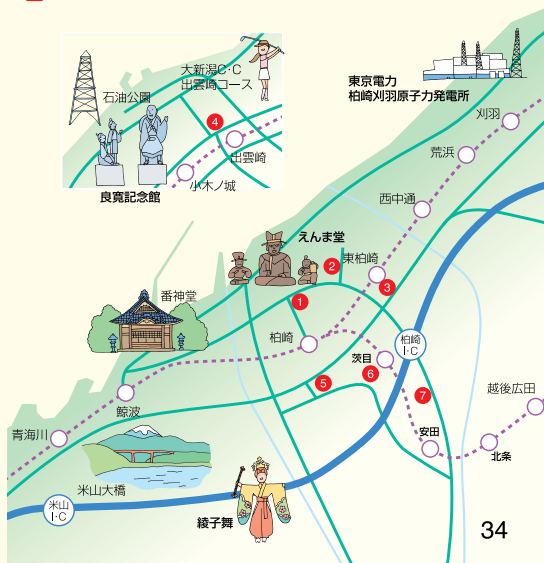 大新潟C・C
出雲崎コース
石油公園
4
出雲崎
小木ノ城
良寛記念館
東京電力
柏崎刈羽原子力発電所
刈羽
荒浜
西中通
えんま堂
2
東柏崎
3
番神堂
1
柏崎
柏崎
I・C
茨目
6
5
7
越後広田
鯨波
安田
北条
青海川
米山大橋
米山
I・C
綾子舞
34